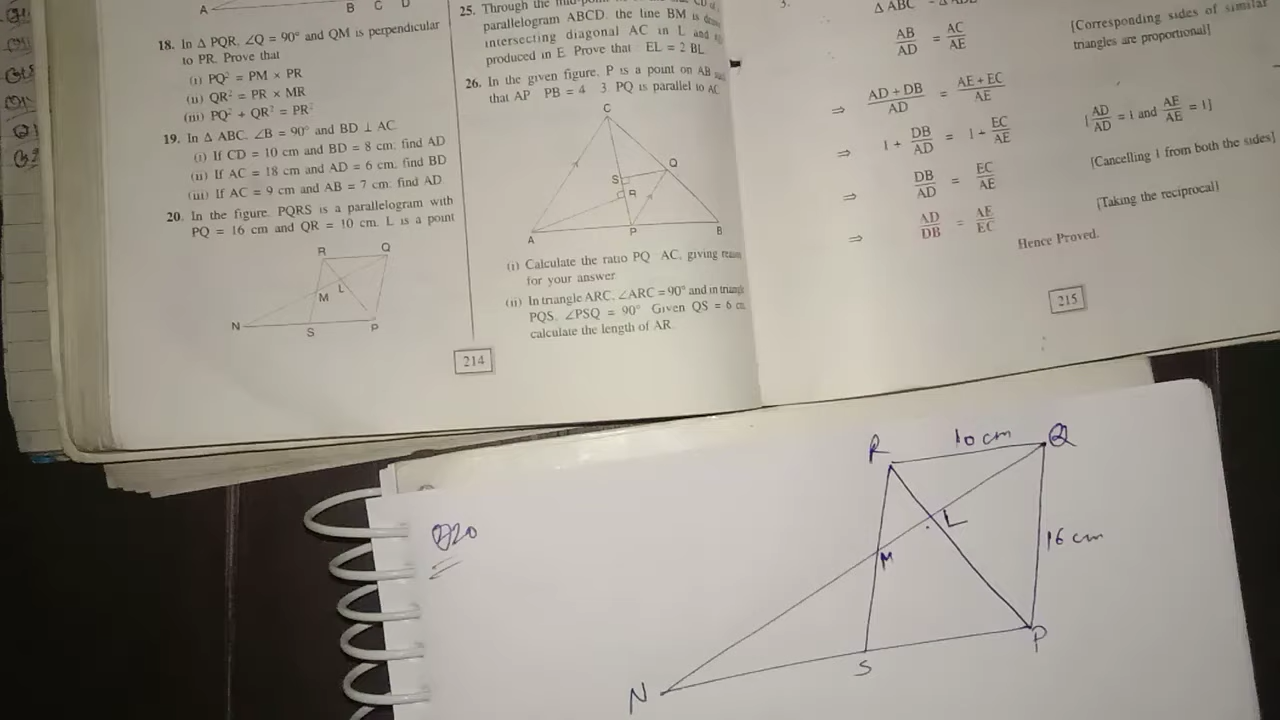 A B C D
18. In Δ PQR, ∠Q = 90° and QM is perpendicular
to PR. Prove that
(i) PQ² = PM × PR
(ii) QR² = PR × MR
(iii) PQ² + QR² = PR²
19. In Δ ABC, ∠B = 90° and BD ⊥ AC.
(i) If CD = 10 cm and BD = 8 cm; find AD
(ii) If AC = 18 cm and AD = 6 cm; find BD
(iii) If AC = 9 cm and AB = 7 cm; find AD
20. In the figure, PQRS is a parallelogram with
PQ = 16 cm and QR = 10 cm. L is a point
R Q
L
M
N S P
214
25. Through the
parallelogram ABCD, the line BM is
intersecting diagonal AC in L and
produced in E. Prove that EL = 2 BL
26. In the given figure, P is a point on AB
that AP PB = 4 3. PQ is parallel to AC
C
Q
S
R
A P B
(i) Calculate the ratio PQ AC, giving
for your answer
(ii) In triangle ARC, ∠ARC = 90° and in
PQS, ∠PSQ = 90° Given QS = 6
calculate the length of AR.
3. Δ ABC
AB/AD = AC/AE [Corresponding sides of similar
triangles are proportional]
⇒ AD + DB/AD = AE + EC/AE
⇒ 1 + DB/AD = 1 + EC/AE [AD/AD = 1 and AE/AE = 1]
⇒ DB/AD = EC/AE [Cancelling 1 from both the sides]
⇒ AD/DB = AE/EC [Taking the reciprocal]
Hence Proved.
215
Q20
R 10 cm Q
L
16 cm
M
P
S
N